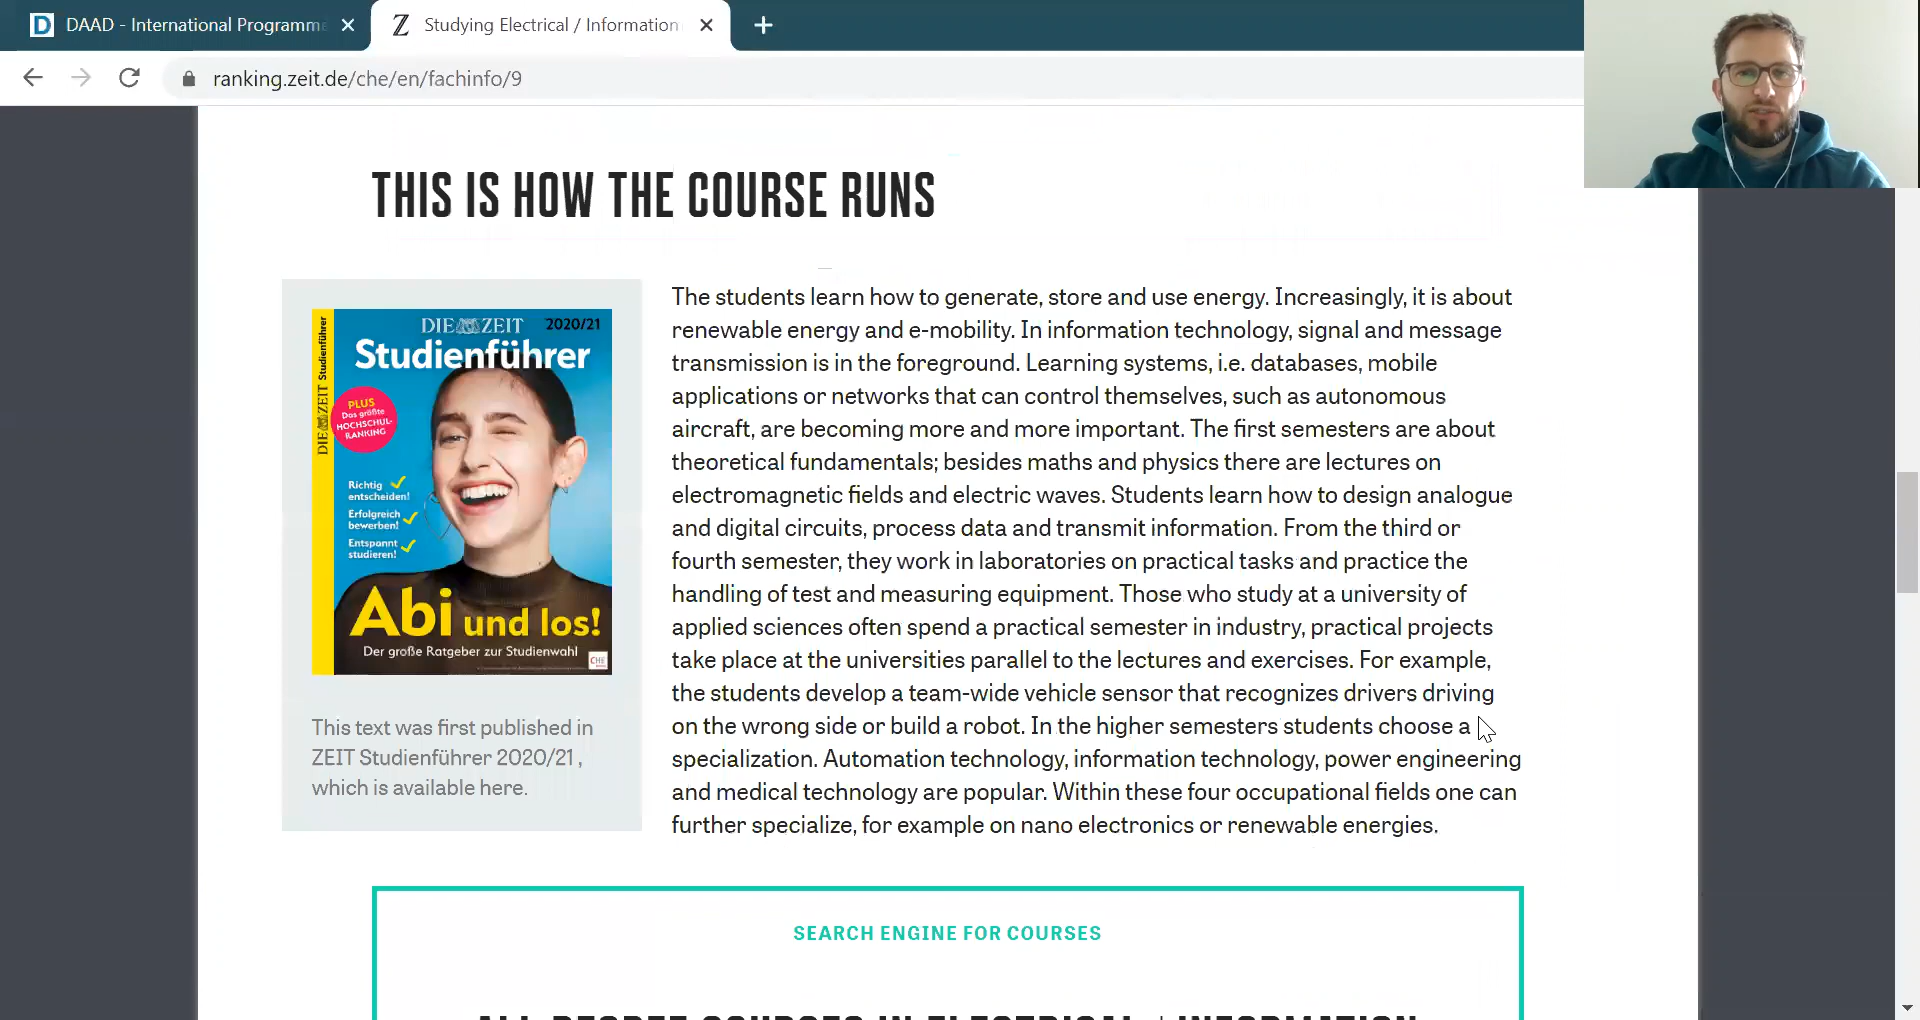 DAAD - International Programm
Studying Electrical / Information
ranking.zeit.de/che/en/fachinfo/9
THIS IS HOW THE COURSE RUNS
DIE ZEIT Studienführer
DIE ZEIT 2020/21
Studienführer
PLUS
Das größte
HOCHSCHUL-
RANKING
Richtig
entscheiden!
Erfolgreich
bewerben!
Entspannt
studieren!
Abi und los!
Der große Ratgeber zur Studienwahl
CHE
This text was first published in
ZEIT Studienführer 2020/21 ,
which is available here.
The students learn how to generate, store and use energy. Increasingly, it is about
renewable energy and e-mobility. In information technology, signal and message
transmission is in the foreground. Learning systems, i.e. databases, mobile
applications or networks that can control themselves, such as autonomous
aircraft, are becoming more and more important. The first semesters are about
theoretical fundamentals; besides maths and physics there are lectures on
electromagnetic fields and electric waves. Students learn how to design analogue
and digital circuits, process data and transmit information. From the third or
fourth semester, they work in laboratories on practical tasks and practice the
handling of test and measuring equipment. Those who study at a university of
applied sciences often spend a practical semester in industry, practical projects
take place at the universities parallel to the lectures and exercises. For example,
the students develop a team-wide vehicle sensor that recognizes drivers driving
on the wrong side or build a robot. In the higher semesters students choose a
specialization. Automation technology, information technology, power engineering
and medical technology are popular. Within these four occupational fields one can
further specialize, for example on nano electronics or renewable energies.
SEARCH ENGINE FOR COURSES
ALL DEGREE COURSES IN ELECTRICAL / INFORMATION